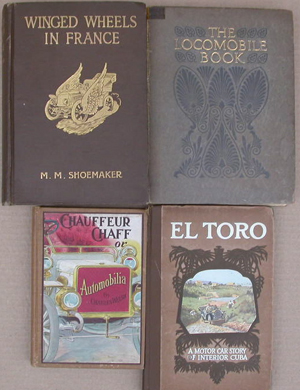 WINGED WHEELS
IN FRANCE
M. M. SHOEMAKER
THE
LOCOMOBILE
BOOK
CHAUFFEUR
CHAFF
or
Automobilia
EL TORO
A MOTOR CAR STORY
OF INTERIOR CUBA